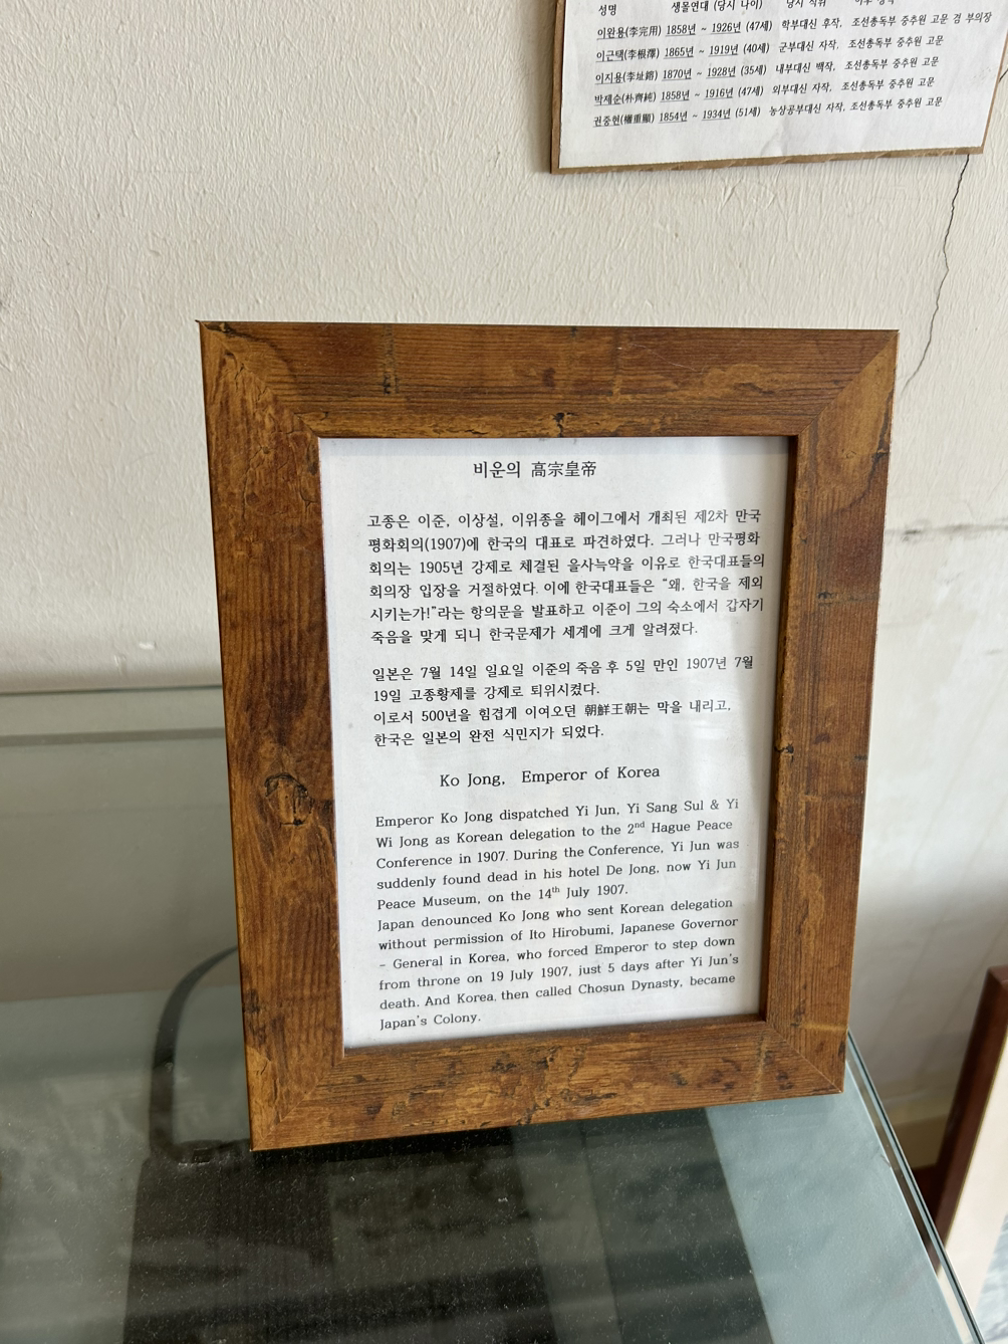 성명 생몰연대 (당시 나이) 당시 직위
이완용(李完用) 1858년 ~ 1926년 (47세) 학부대신 후작, 조선총독부 중추원 고문 겸 부의장
이근택(李根澤) 1865년 ~ 1919년 (40세) 군부대신 자작, 조선총독부 중추원 고문
이지용(李址鎔) 1870년 ~ 1928년 (35세) 내부대신 백작, 조선총독부 중추원 고문
박제순(朴齊純) 1858년 ~ 1916년 (47세) 외부대신 자작, 조선총독부 중추원 고문
권중현(權重顯) 1854년 ~ 1934년 (51세) 농상공부대신 자작, 조선총독부 중추원 고문
비운의 高宗皇帝
고종은 이준, 이상설, 이위종을 헤이그에서 개최된 제2차 만국
평화회의(1907)에 한국의 대표로 파견하였다. 그러나 만국평화
회의는 1905년 강제로 체결된 을사늑약을 이유로 한국대표들의
회의장 입장을 거절하였다. 이에 한국대표들은 "왜, 한국을 제외
시키는가!"라는 항의문을 발표하고 이준이 그의 숙소에서 갑자기
죽음을 맞게 되니 한국문제가 세계에 크게 알려졌다.
일본은 7월 14일 일요일 이준의 죽음 후 5일 만인 1907년 7월
19일 고종황제를 강제로 퇴위시켰다.
이로서 500년을 힘겹게 이여오던 朝鮮王朝는 막을 내리고,
한국은 일본의 완전 식민지가 되었다.
Ko Jong, Emperor of Korea
Emperor Ko Jong dispatched Yi Jun, Yi Sang Sul & Yi
Wi Jong as Korean delegation to the 2nd Hague Peace
Conference in 1907. During the Conference, Yi Jun was
suddenly found dead in his hotel De Jong, now Yi Jun
Peace Museum, on the 14th July 1907.
Japan denounced Ko Jong who sent Korean delegation
without permission of Ito Hirobumi, Japanese Governor
- General in Korea, who forced Emperor to step down
from throne on 19 July 1907, just 5 days after Yi Jun's
death. And Korea, then called Chosun Dynasty, became
Japan's Colony.